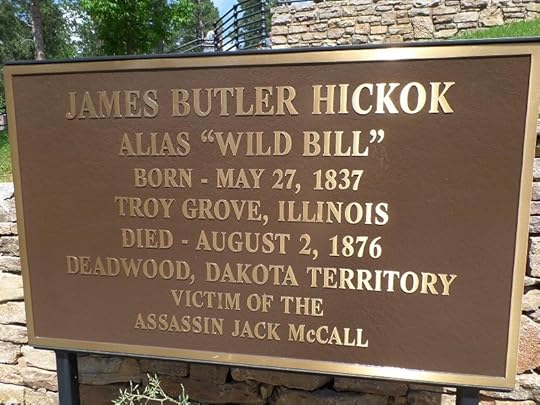 JAMES BUTLER HICKOK
ALIAS “WILD BILL”
BORN - MAY 27, 1837
TROY GROVE, ILLINOIS
DIED - AUGUST 2, 1876
DEADWOOD, DAKOTA TERRITORY
VICTIM OF THE
ASSASSIN JACK McCALL